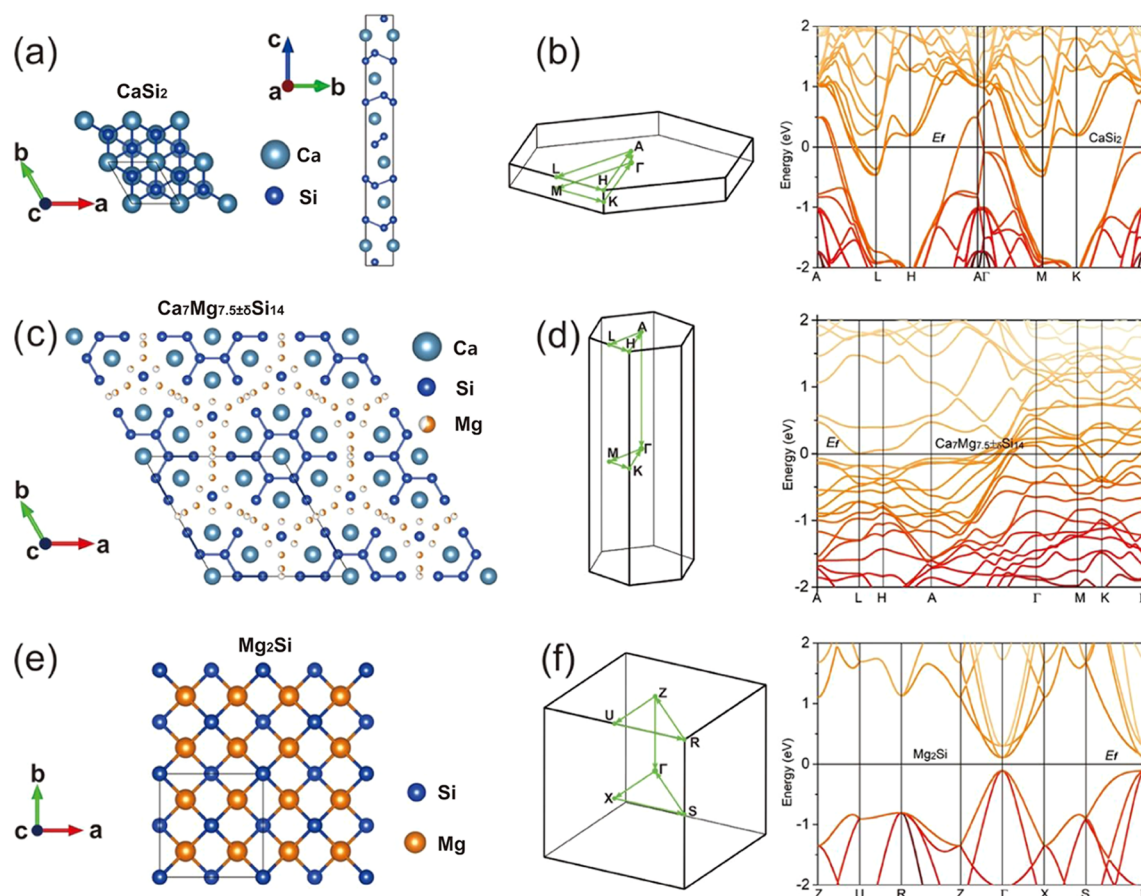 (a)
CaSi2
b
c
a
c
a
b
Ca
Si
(b)
A
Γ
L
H
M
K
Energy (eV)
2
1
0
-1
-2
Ef
CaSi2
A L H AΓ M K
(c)
Ca7Mg7.5±δSi14
Ca
Si
Mg
b
c
a
(d)
A
L
H
Γ
M
K
Energy (eV)
2
1
0
-1
-2
Ef
Ca7Mg7.5±δSi14
A L H A Γ M K
(e)
Mg2Si
b
c
a
Si
Mg
(f)
Z
U
R
Γ
X
S
Energy (eV)
2
1
0
-1
-2
Mg2Si
Ef
Z U R Z Γ X S